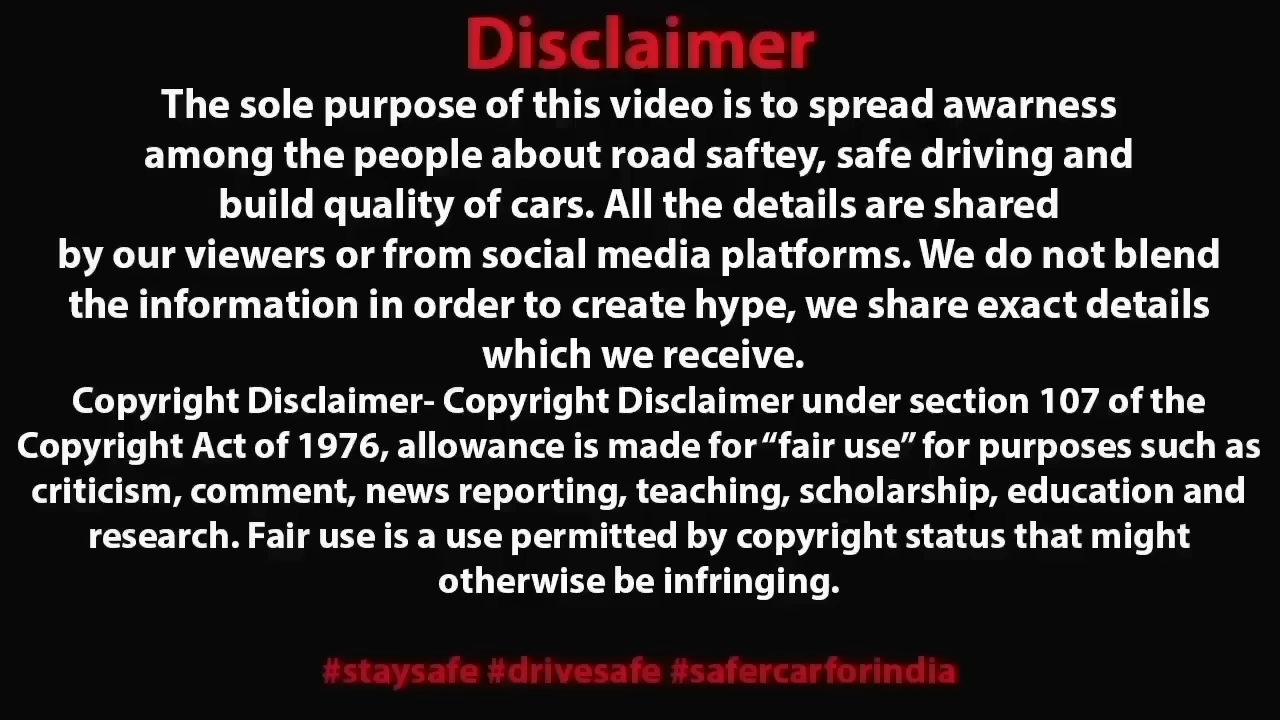 Disclaimer
The sole purpose of this video is to spread awarness
among the people about road saftey, safe driving and
build quality of cars. All the details are shared
by our viewers or from social media platforms. We do not blend
the information in order to create hype, we share exact details
which we receive.
Copyright Disclaimer- Copyright Disclaimer under section 107 of the
Copyright Act of 1976, allowance is made for “fair use” for purposes such as
criticism, comment, news reporting, teaching, scholarship, education and
research. Fair use is a use permitted by copyright status that might
otherwise be infringing.
#staysafe #drivesafe #safercarforindia